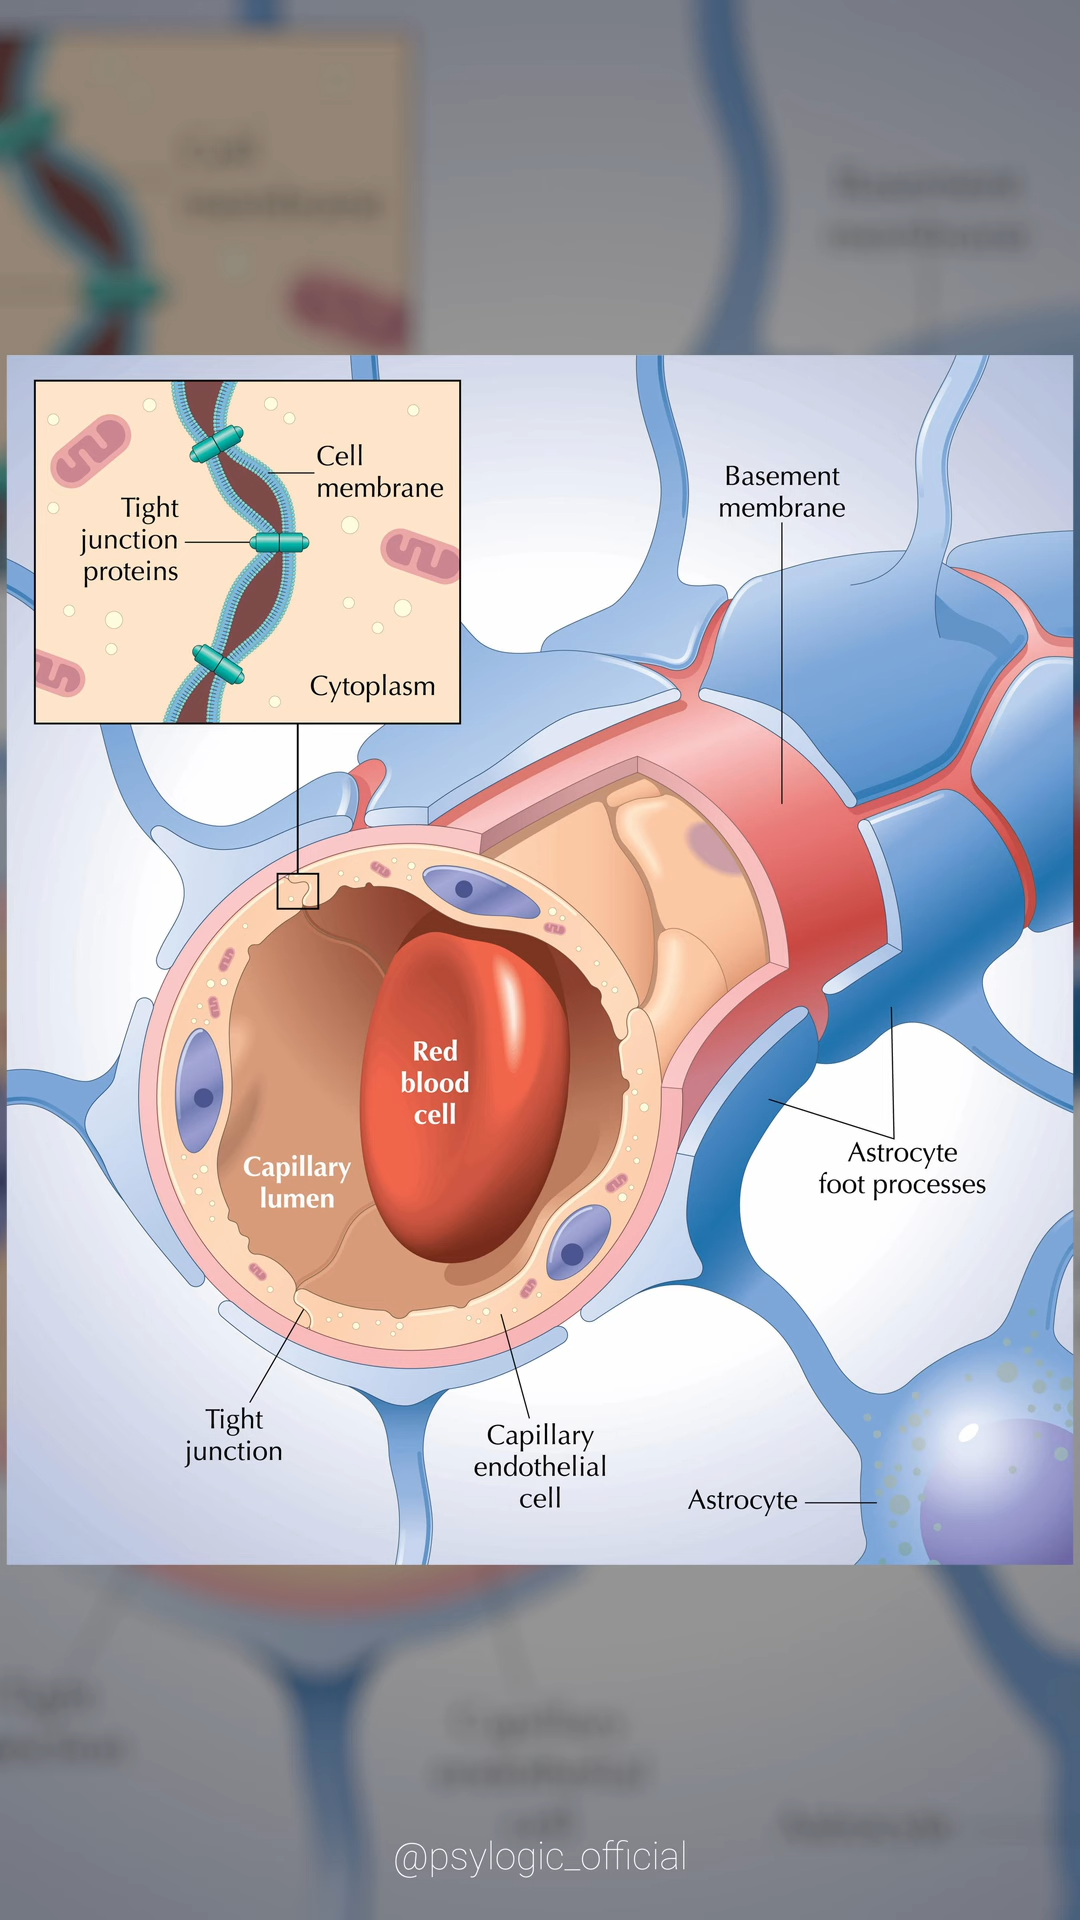 Cell
membrane
Tight
junction
proteins
Cytoplasm
Basement
membrane
Red
blood
cell
Capillary
lumen
Astrocyte
foot processes
Tight
junction
Capillary
endothelial
cell
Astrocyte
@psylogic_official